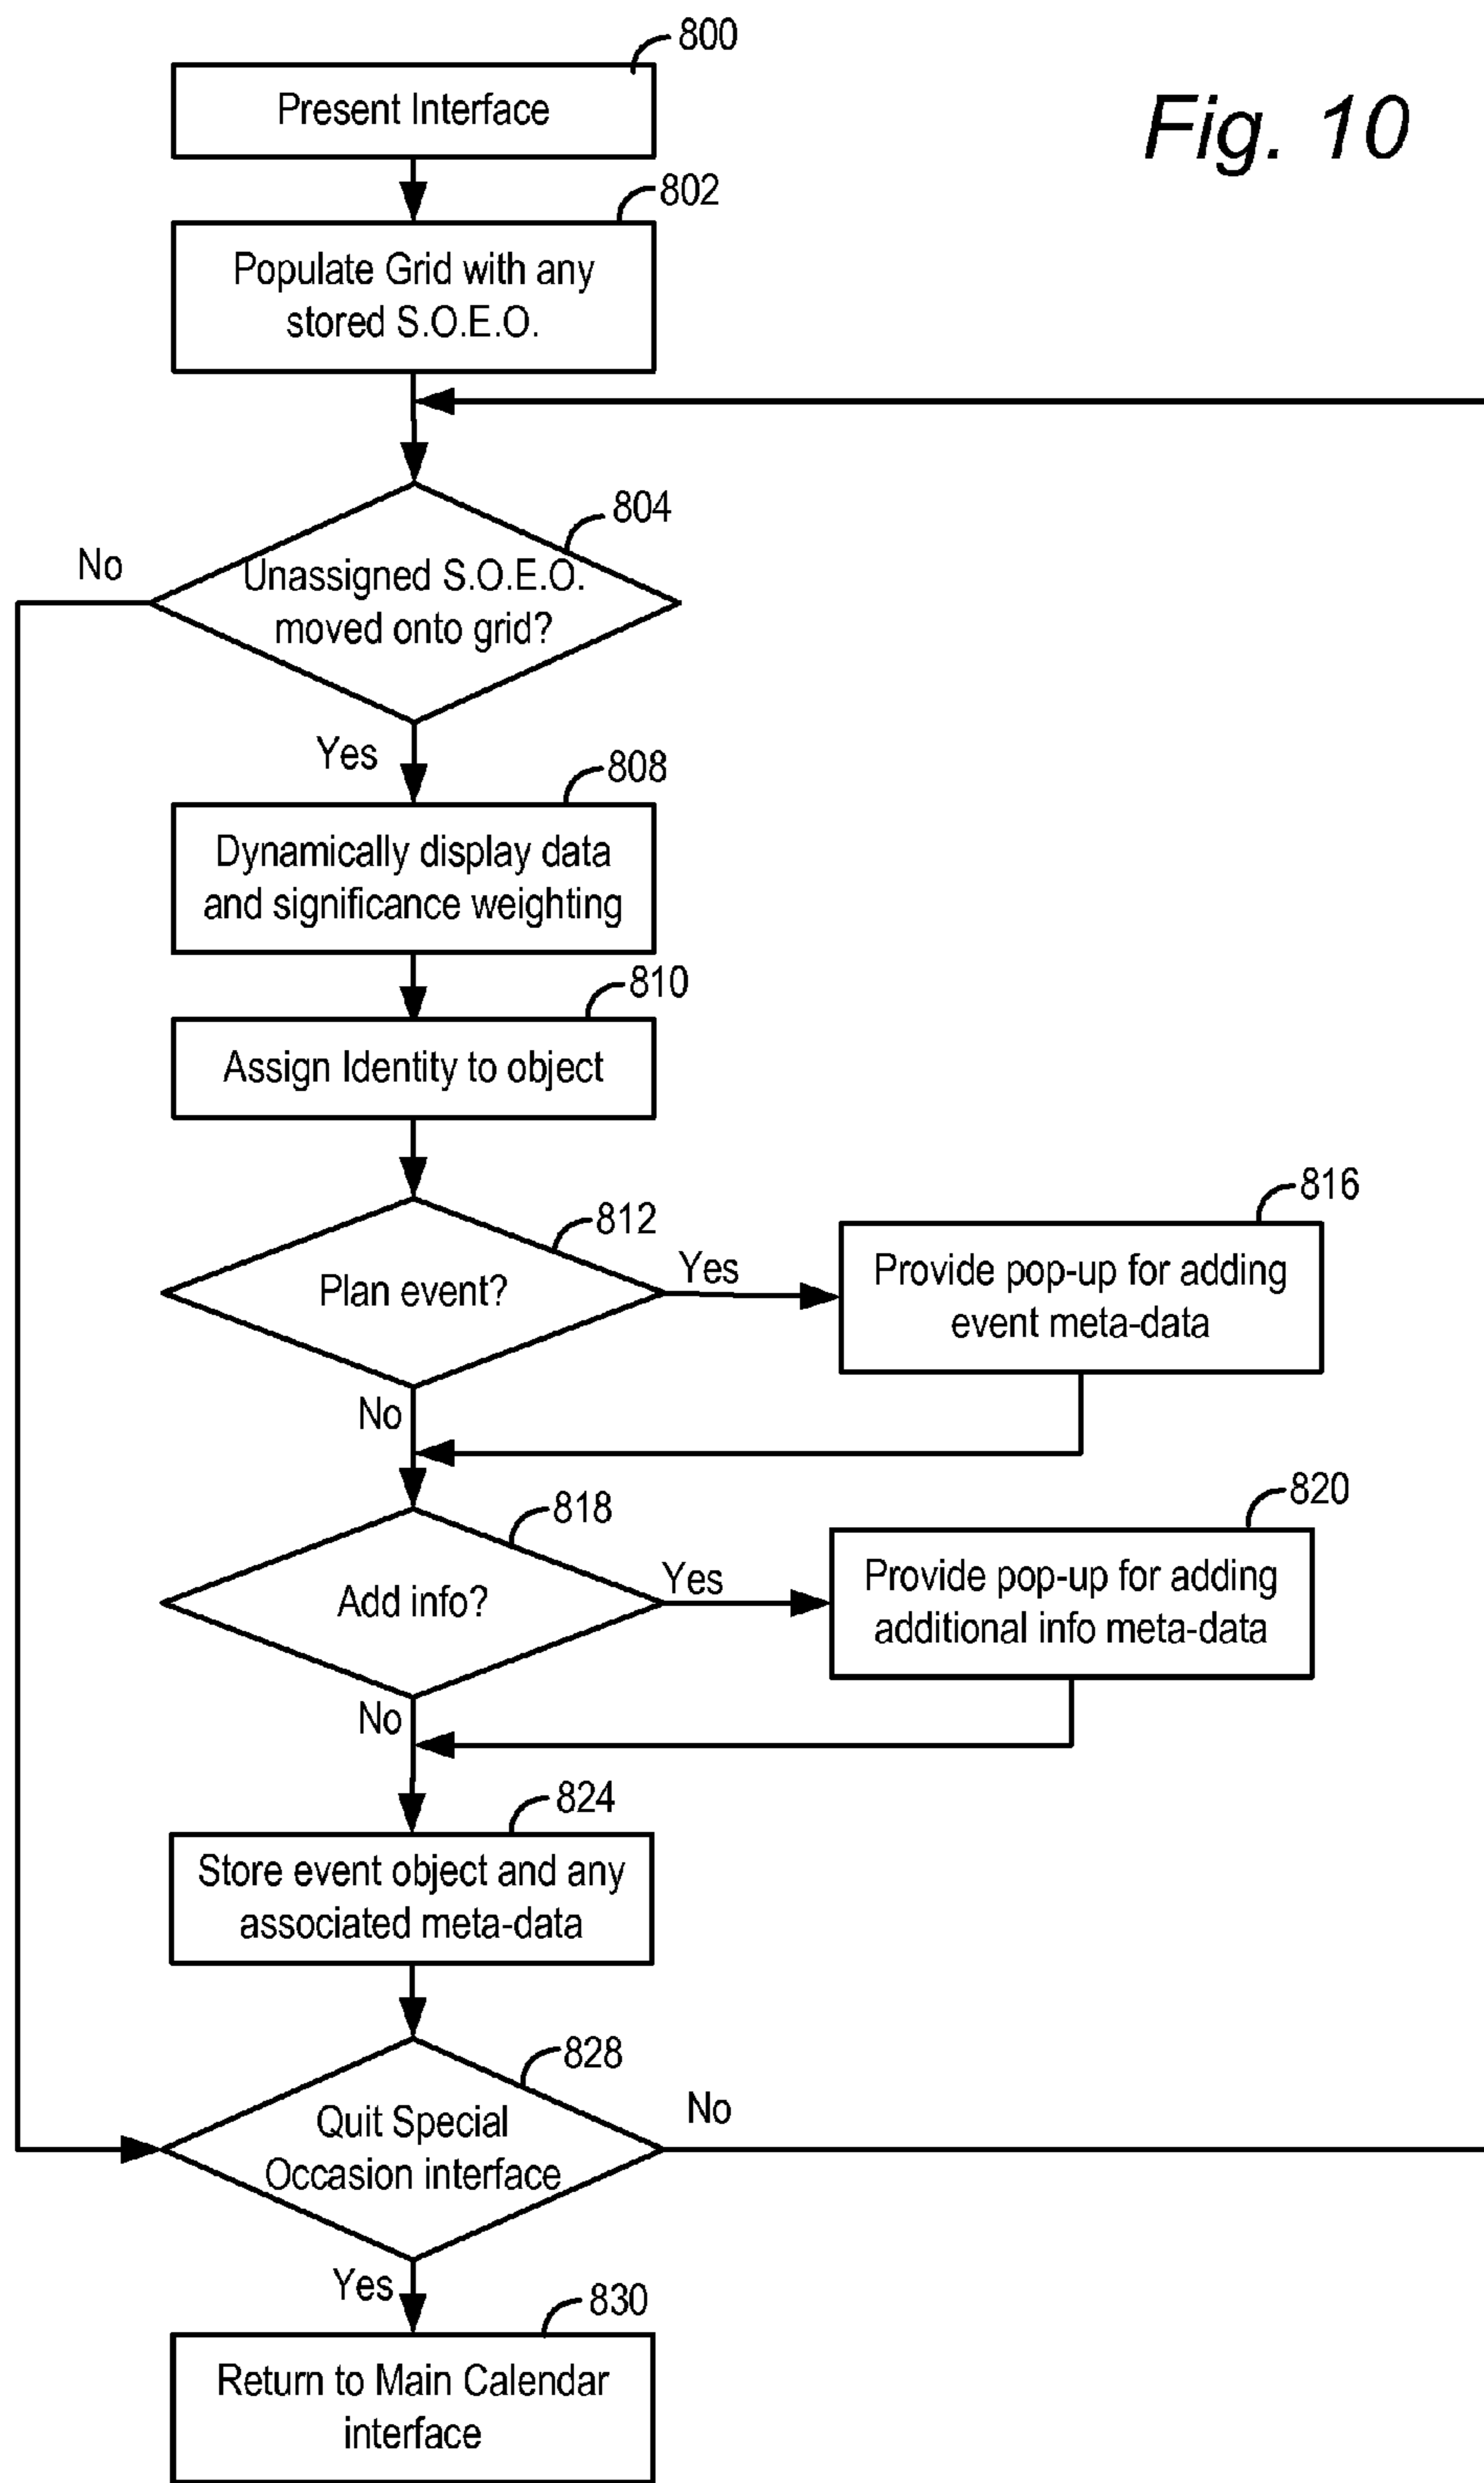 800
Present Interface
Fig. 10
802
Populate Grid with any
stored S.O.E.O.
804
No
Unassigned S.O.E.O.
moved onto grid?
Yes
808
Dynamically display data
and significance weighting
810
Assign Identity to object
812
Plan event?
Yes
816
Provide pop-up for adding
event meta-data
No
818
Add info?
Yes
820
Provide pop-up for adding
additional info meta-data
No
824
Store event object and any
associated meta-data
828
Quit Special
Occasion interface
No
Yes
830
Return to Main Calendar
interface